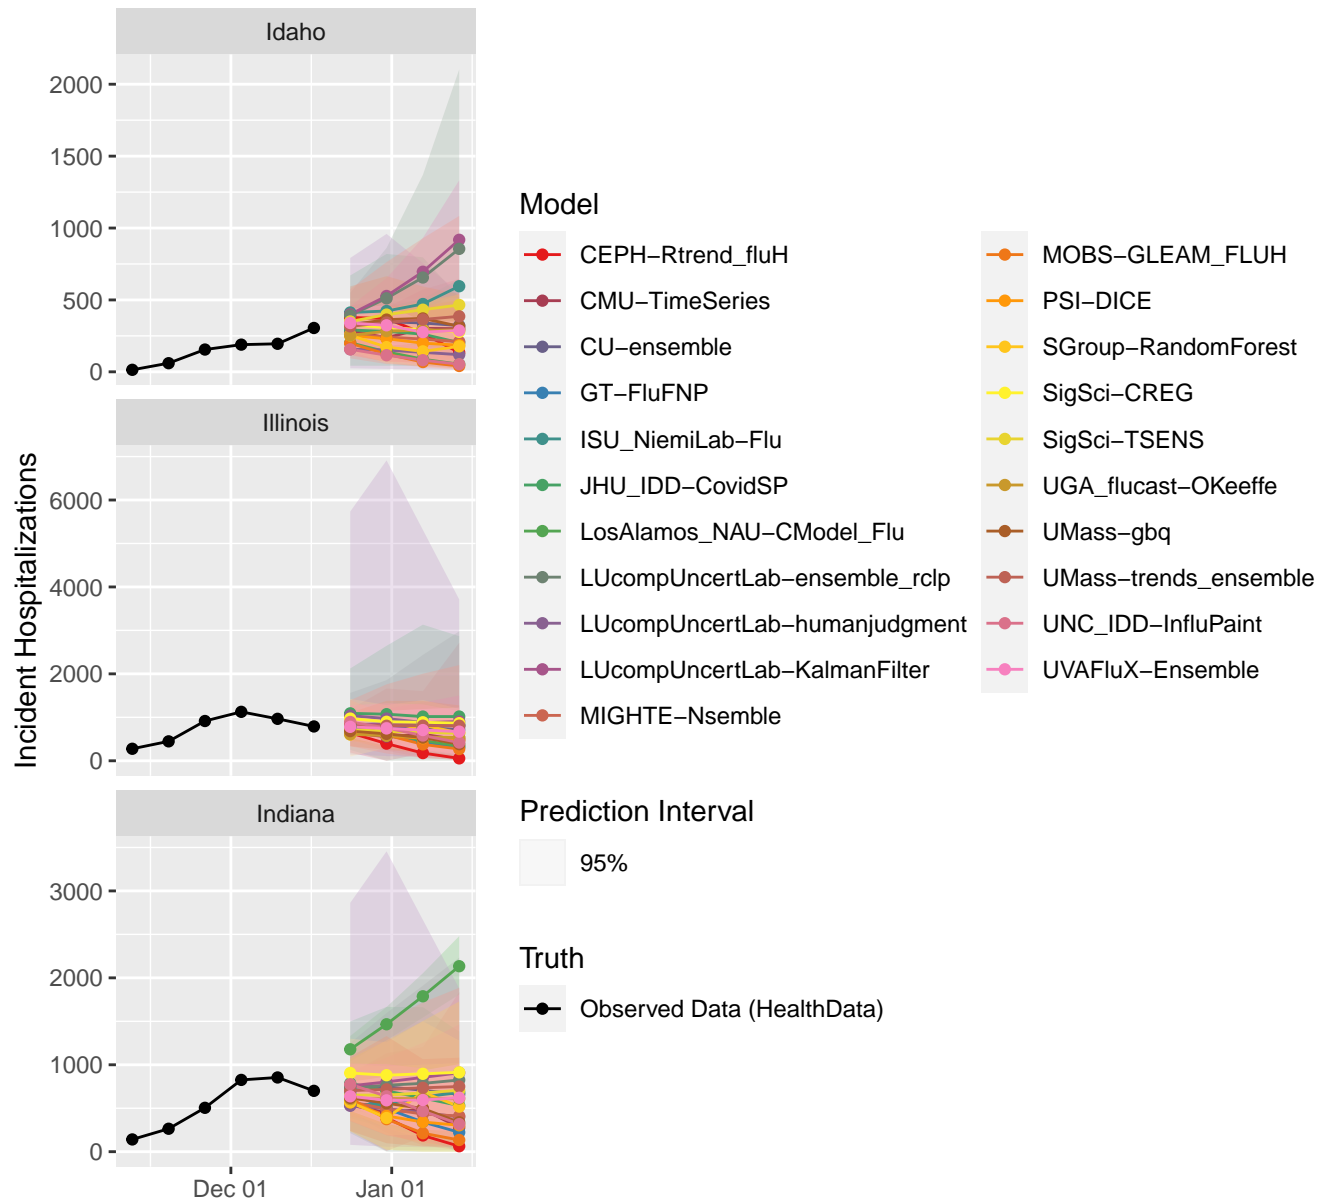 Idaho
2000
1500
1000
500
0
Illinois
6000
4000
2000
0
Indiana
3000
2000
1000
0
Dec 01
Jan 01
Incident Hospitalizations
Model
CEPH−Rtrend_fluH
CMU−TimeSeries
CU−ensemble
GT−FluFNP
ISU_NiemiLab−Flu
JHU_IDD−CovidSP
LosAlamos_NAU−CModel_Flu
LUcompUncertLab−ensemble_rclp
LUcompUncertLab−humanjudgment
LUcompUncertLab−KalmanFilter
MIGHTE−Nsemble
MOBS−GLEAM_FLUH
PSI−DICE
SGroup−RandomForest
SigSci−CREG
SigSci−TSENS
UGA_flucast−OKeeffe
UMass−gbq
UMass−trends_ensemble
UNC_IDD−InfluPaint
UVAFluX−Ensemble
Prediction Interval
95%
Truth
Observed Data (HealthData)